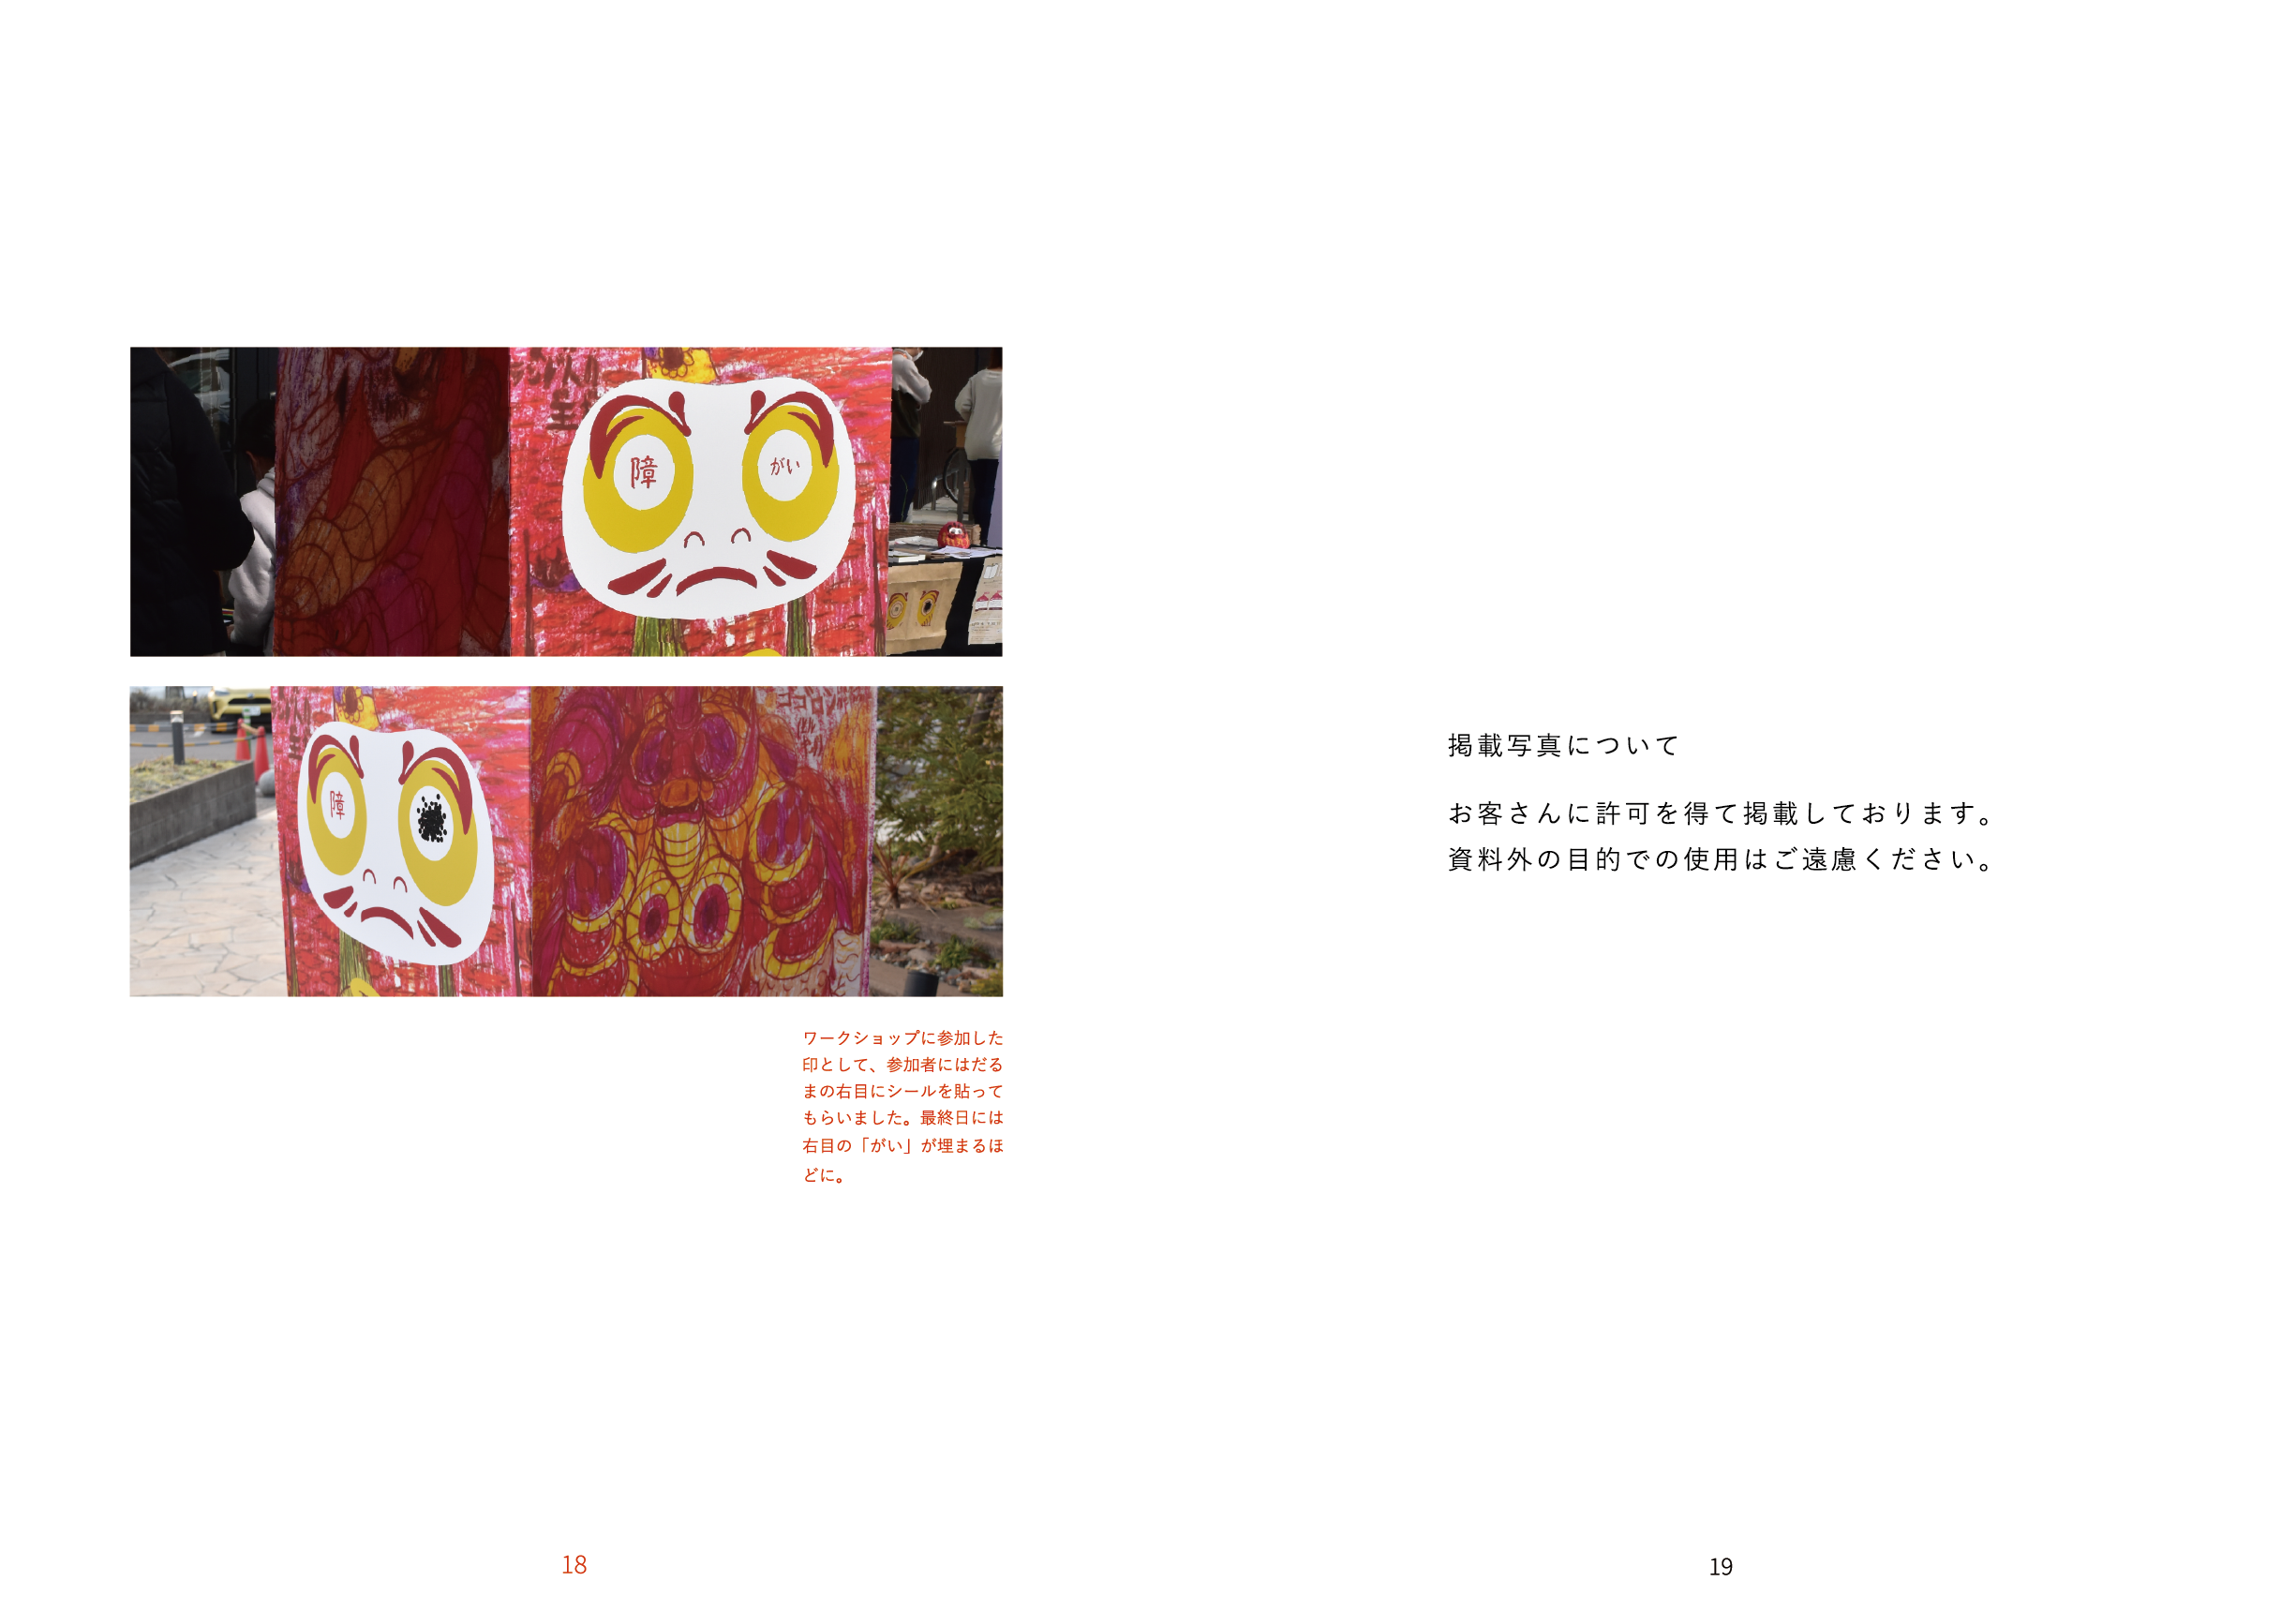 障
がい
障
ワークショップに参加した
印として、参加者にはだる
まの右目にシールを貼って
もらいました。最終日には
右目の「がい」が埋まるほ
どに。
18
掲載写真について
お客さんに許可を得て掲載しております。
資料外の目的での使用はご遠慮ください。
19